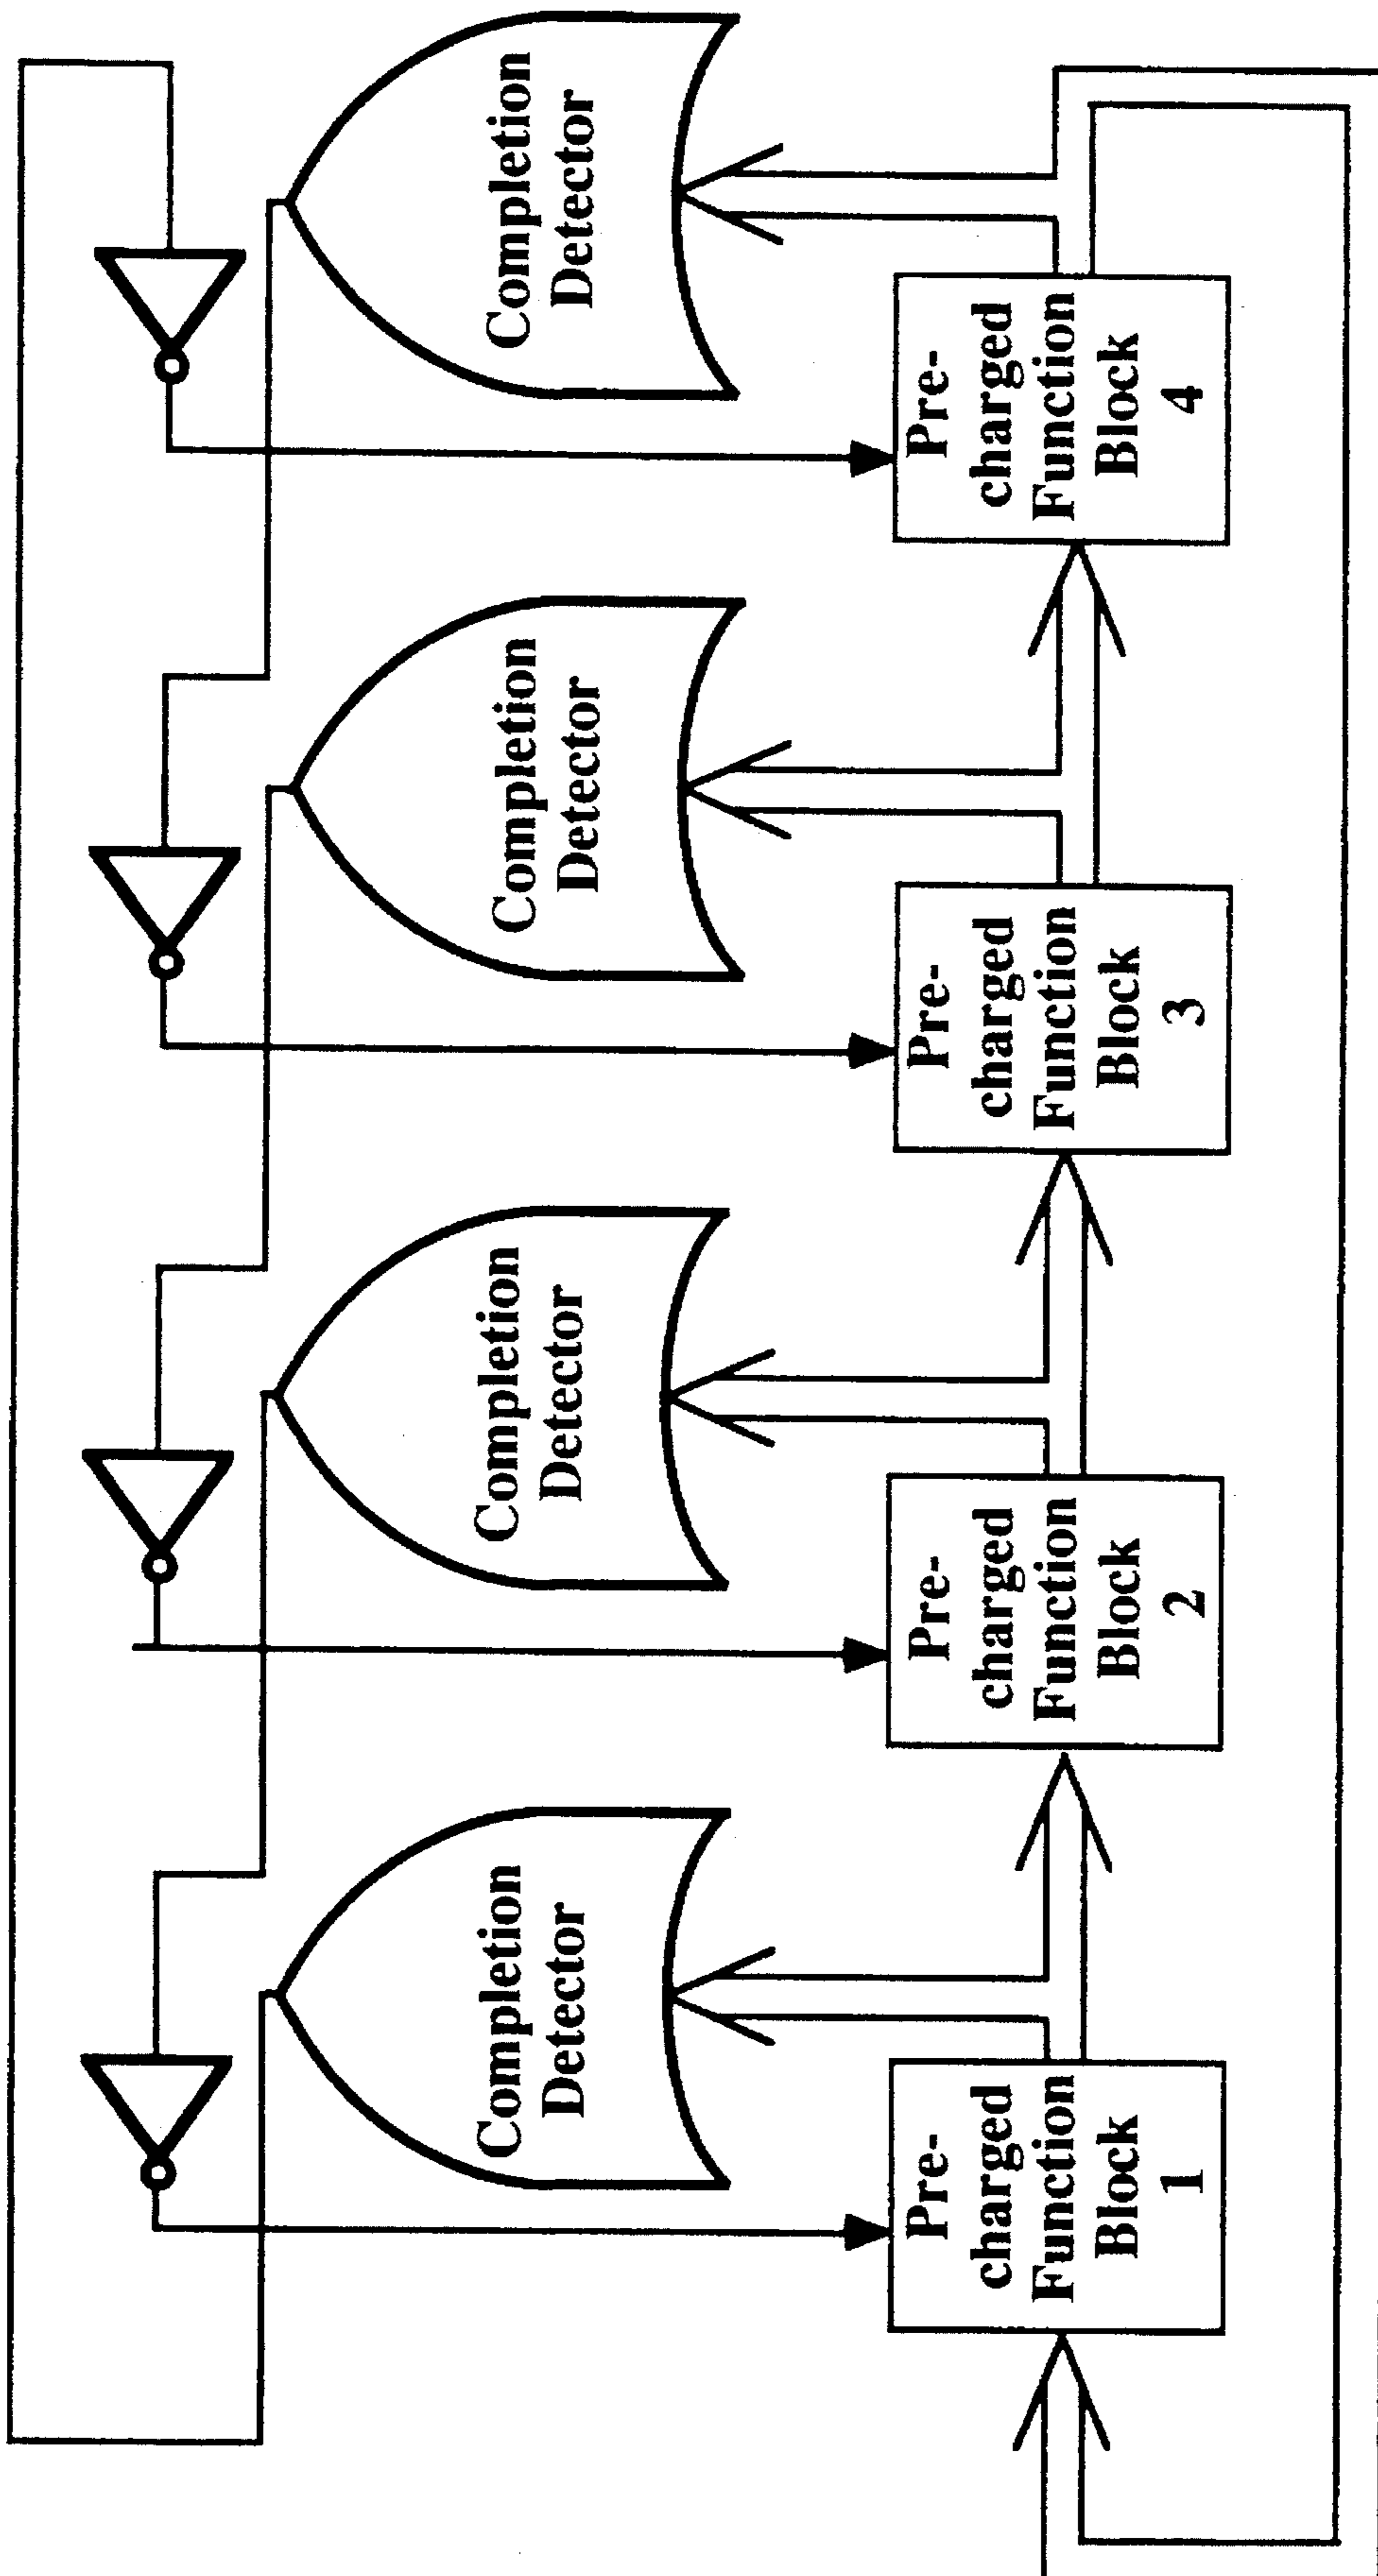 Completion
Detector
Completion
Detector
Completion
Detector
Completion
Detector
Pre-
charged
Function
Block
1
Pre-
charged
Function
Block
2
Pre-
charged
Function
Block
3
Pre-
charged
Function
Block
4